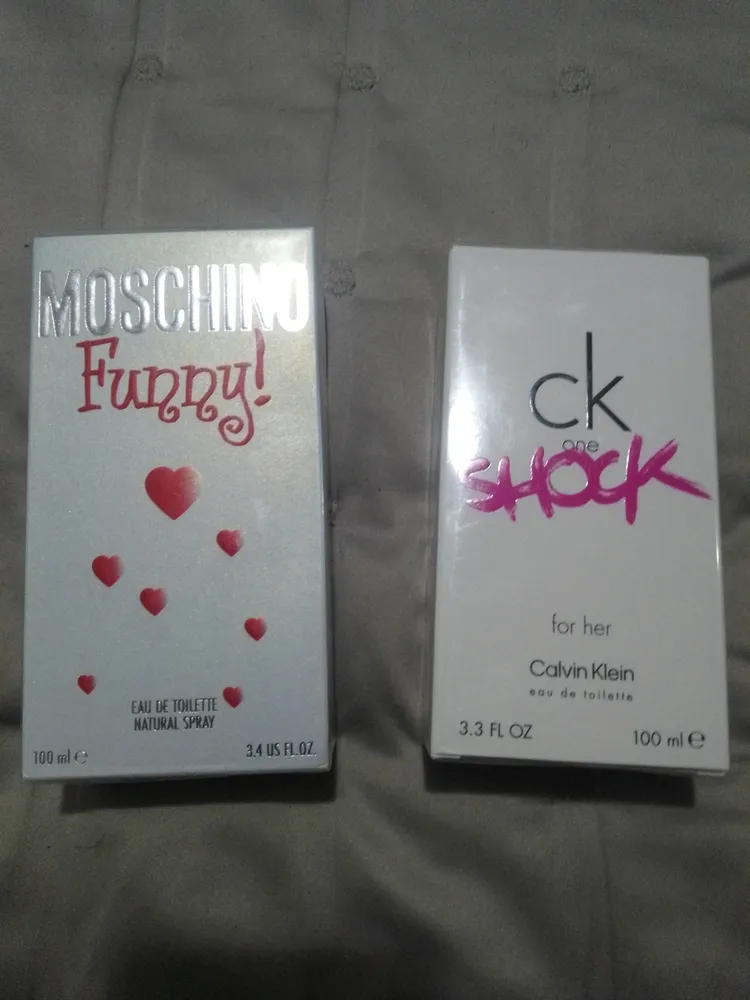 MOSCHINO
Funny!
EAU DE TOILETTE
NATURAL SPRAY
100 ml e
3.4 US FL.OZ.
ck
one
SHOCK
for her
Calvin Klein
eau de toilette
3.3 FL OZ
100 ml e